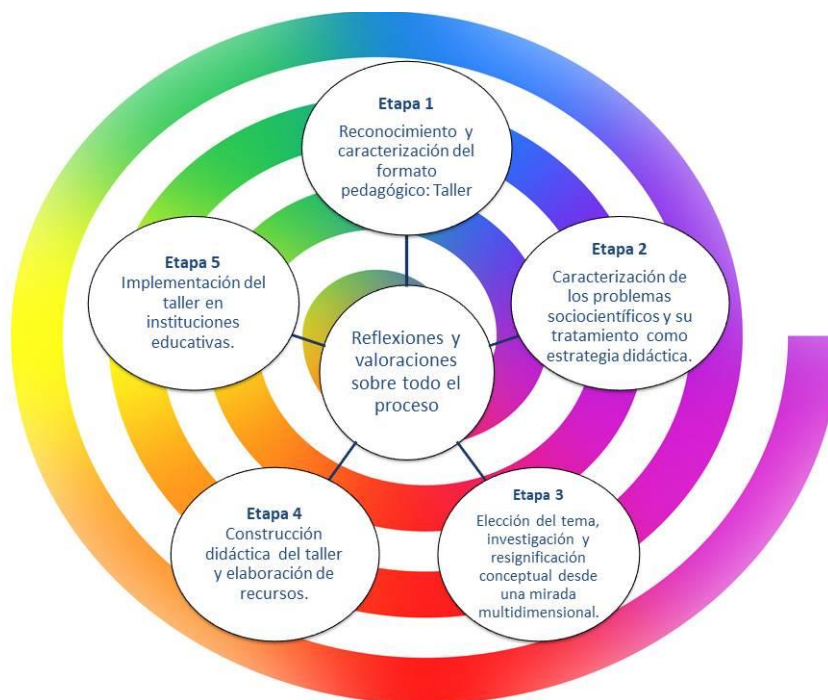 Etapa 1
Reconocimiento y
caracterización del
formato
pedagógico: Taller
Etapa 2
Caracterización de
los problemas
sociocientíficos y su
tratamiento como
estrategia didáctica.
Etapa 3
Elección del tema,
investigación y
resignificación
conceptual desde
una mirada
multidimensional.
Etapa 4
Construcción
didáctica del taller
y elaboración de
recursos.
Etapa 5
Implementación del
taller en
instituciones
educativas.
Reflexiones y
valoraciones
sobre todo el
proceso